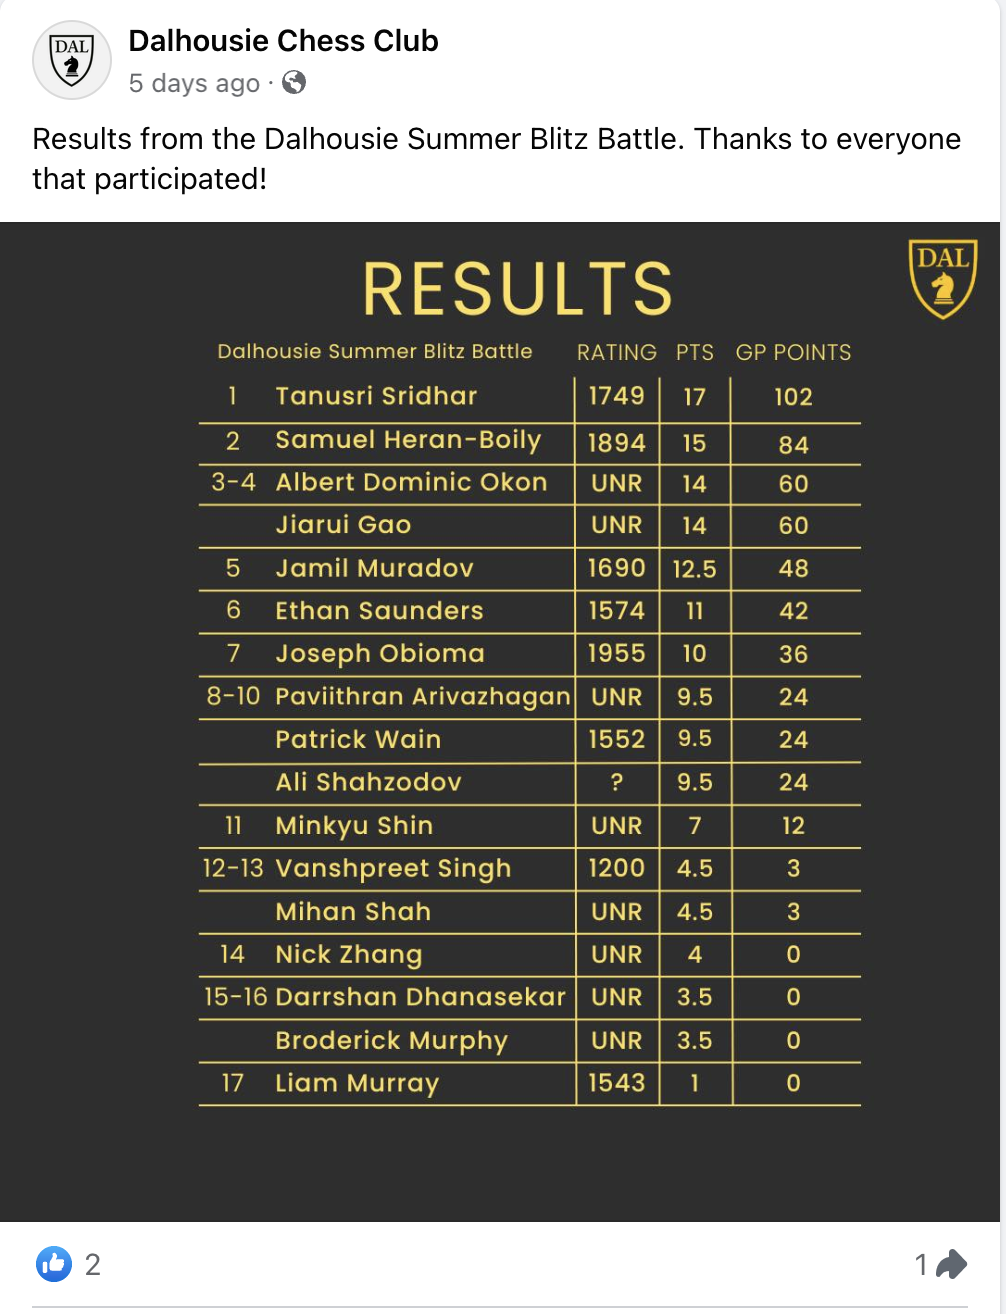 DAL
Dalhousie Chess Club
5 days ago ·
Results from the Dalhousie Summer Blitz Battle. Thanks to everyone
that participated!
RESULTS
DAL
Dalhousie Summer Blitz Battle RATING PTS GP POINTS
1 Tanusri Sridhar 1749 17 102
2 Samuel Heran-Boily 1894 15 84
3-4 Albert Dominic Okon UNR 14 60
Jiarui Gao UNR 14 60
5 Jamil Muradov 1690 12.5 48
6 Ethan Saunders 1574 11 42
7 Joseph Obioma 1955 10 36
8-10 Paviithran Arivazhagan UNR 9.5 24
Patrick Wain 1552 9.5 24
Ali Shahzodov ? 9.5 24
11 Minkyu Shin UNR 7 12
12-13 Vanshpreet Singh 1200 4.5 3
Mihan Shah UNR 4.5 3
14 Nick Zhang UNR 4 0
15-16 Darrshan Dhanasekar UNR 3.5 0
Broderick Murphy UNR 3.5 0
17 Liam Murray 1543 1 0
2 1